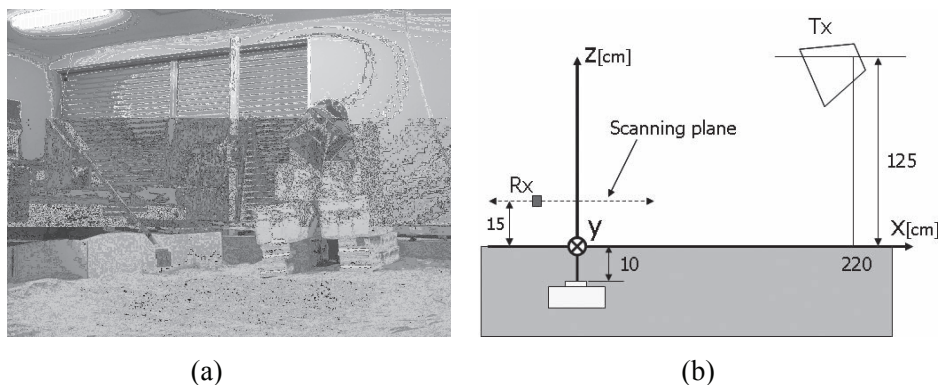 Tx
z[cm]
Scanning plane
Rx
125
15
y
x[cm]
10
220
(a)
(b)